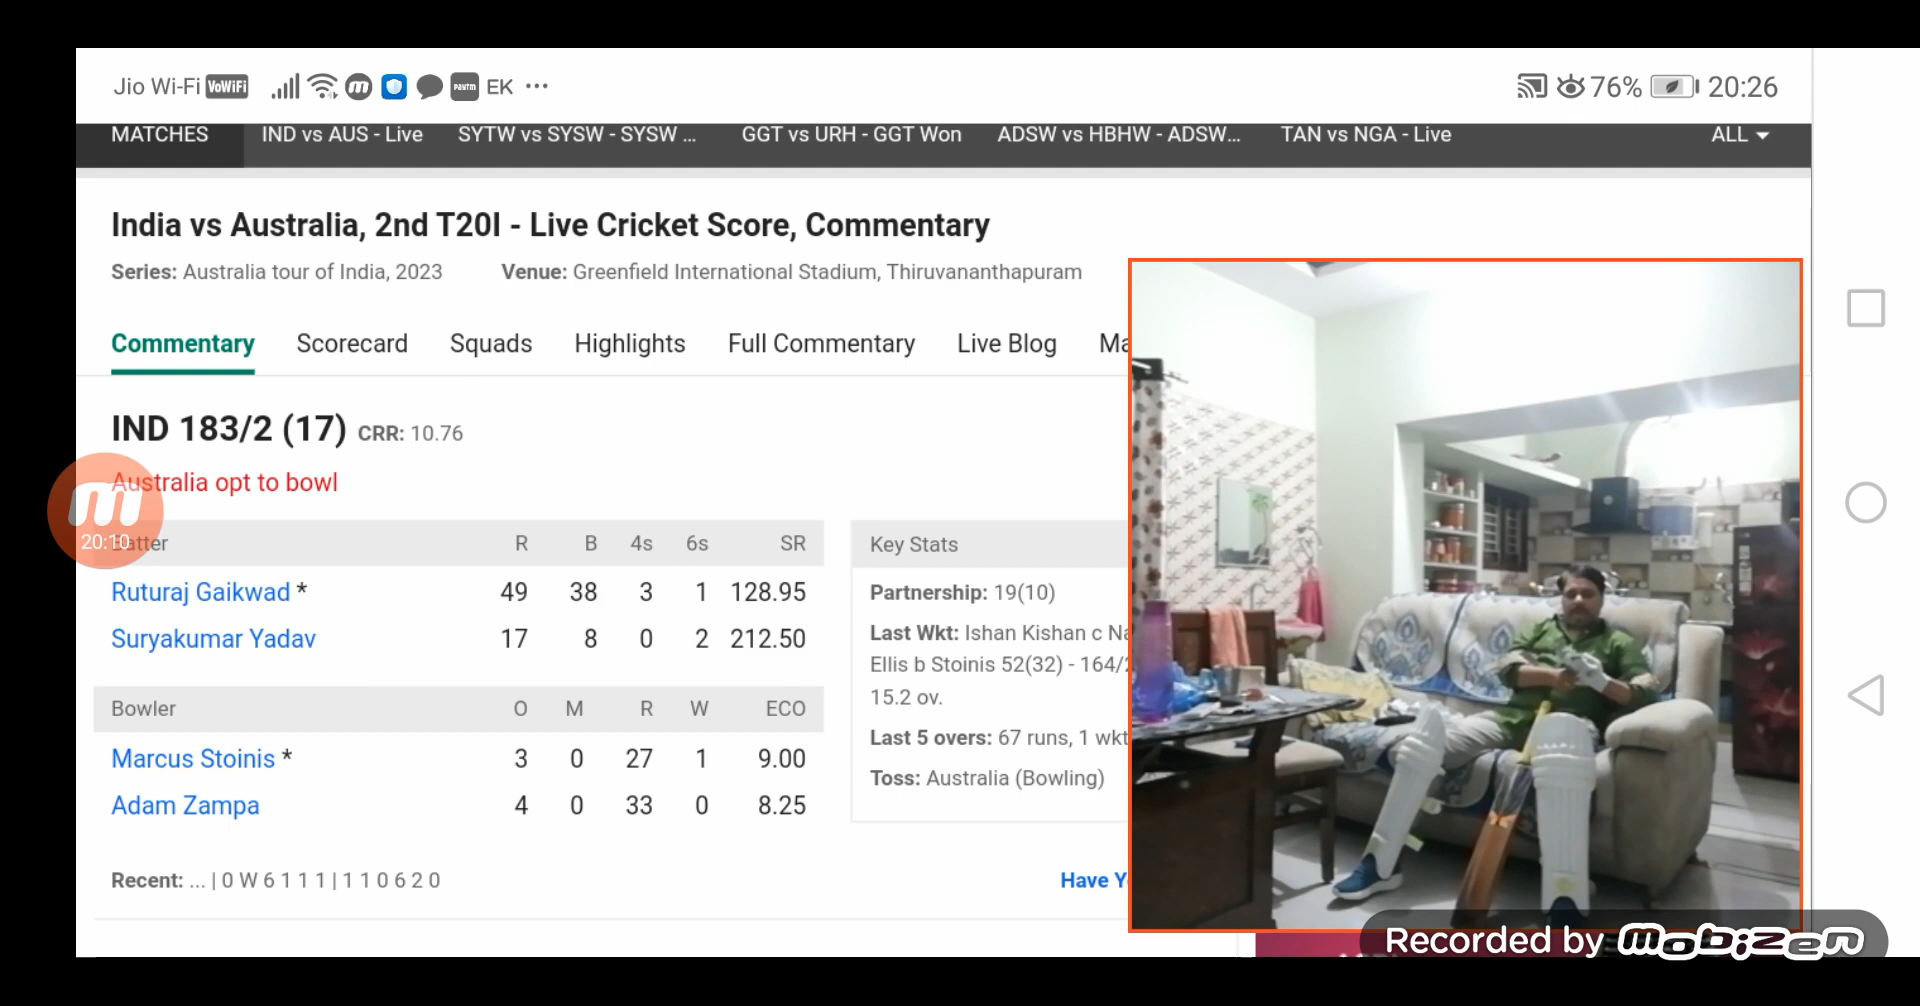 Jio Wi-Fi VoWiFi m paytm EK ... 76% 20:26
MATCHES IND vs AUS - Live SYTW vs SYSW - SYSW ... GGT vs URH - GGT Won ADSW vs HBHW - ADSW... TAN vs NGA - Live ALL
India vs Australia, 2nd T20I - Live Cricket Score, Commentary
Series: Australia tour of India, 2023 Venue: Greenfield International Stadium, Thiruvananthapuram
Commentary Scorecard Squads Highlights Full Commentary Live Blog Ma
IND 183/2 (17) CRR: 10.76
Australia opt to bowl
m
20:10
Batter R B 4s 6s SR
Ruturaj Gaikwad * 49 38 3 1 128.95
Suryakumar Yadav 17 8 0 2 212.50
Bowler O M R W ECO
Marcus Stoinis * 3 0 27 1 9.00
Adam Zampa 4 0 33 0 8.25
Recent: ... | 0 W 6 1 1 1 | 1 1 0 6 2 0
Key Stats
Partnership: 19(10)
Last Wkt: Ishan Kishan c Na
Ellis b Stoinis 52(32) - 164/2
15.2 ov.
Last 5 overs: 67 runs, 1 wkt
Toss: Australia (Bowling)
Have Y
Recorded by mobizen